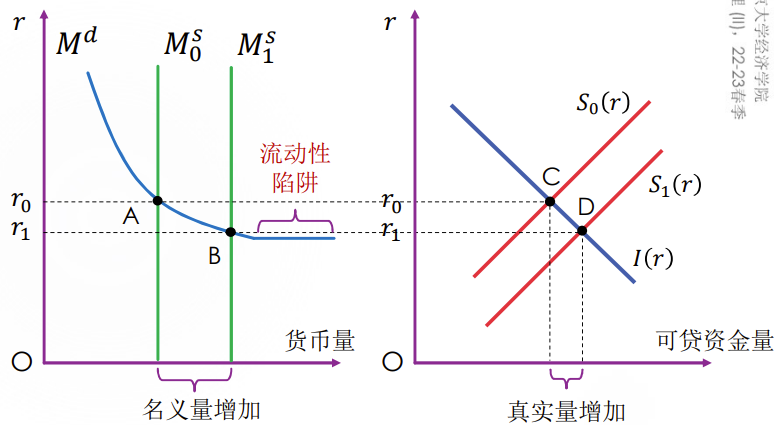 r
M^d
M_0^s
M_1^s
流动性
陷阱
r_0
A
r_1
B
O
货币量
名义量增加
r
S_0(r)
S_1(r)
C
r_0
D
r_1
I(r)
O
可贷资金量
真实量增加
大学经济学院
(II), 22-23春季